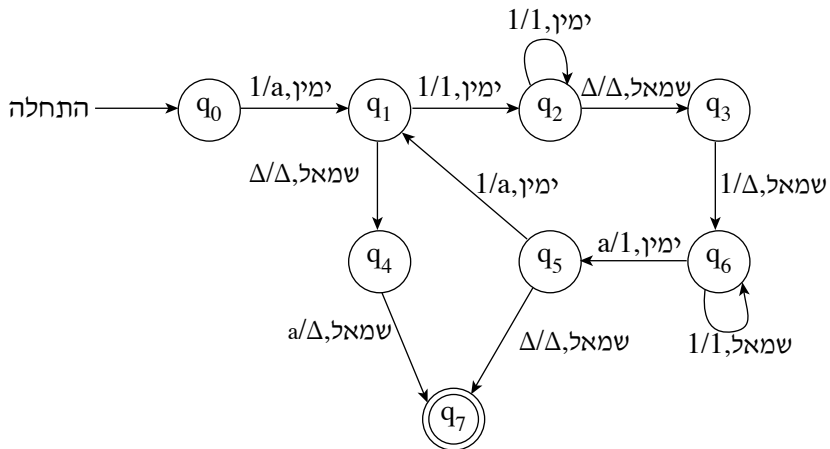 1/1,ימין
התחלה
q0
1/a,ימין
q1
1/1,ימין
q2
Δ/Δ,שמאל
q3
Δ/Δ,שמאל
1/a,ימין
1/Δ,שמאל
q4
q5
a/1,ימין
q6
a/Δ,שמאל
Δ/Δ,שמאל
1/1,שמאל
q7